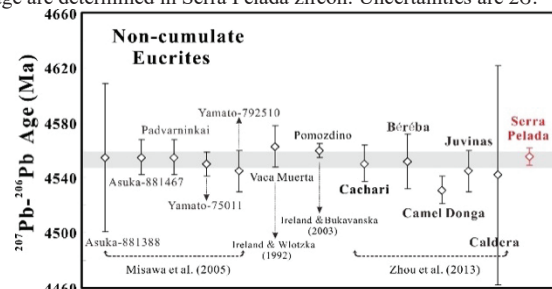 age are determined in Serra Pelada zircon. Uncertainties are 2σ.
4660
4620
4580
4540
4500
4460
207Pb-206Pb Age (Ma)
Non-cumulate
Eucrites
Yamato-792510
Padvarninkai
Asuka-881467
Yamato-75011
Asuka-881388
Misawa et al. (2005)
Vaca Muerta
Ireland & Wlotzka
(1992)
Pomozdino
Ireland & Bukavanska
(2003)
Cachari
Béréba
Camel Donga
Juvinas
Caldera
Zhou et al. (2013)
Serra
Pelada